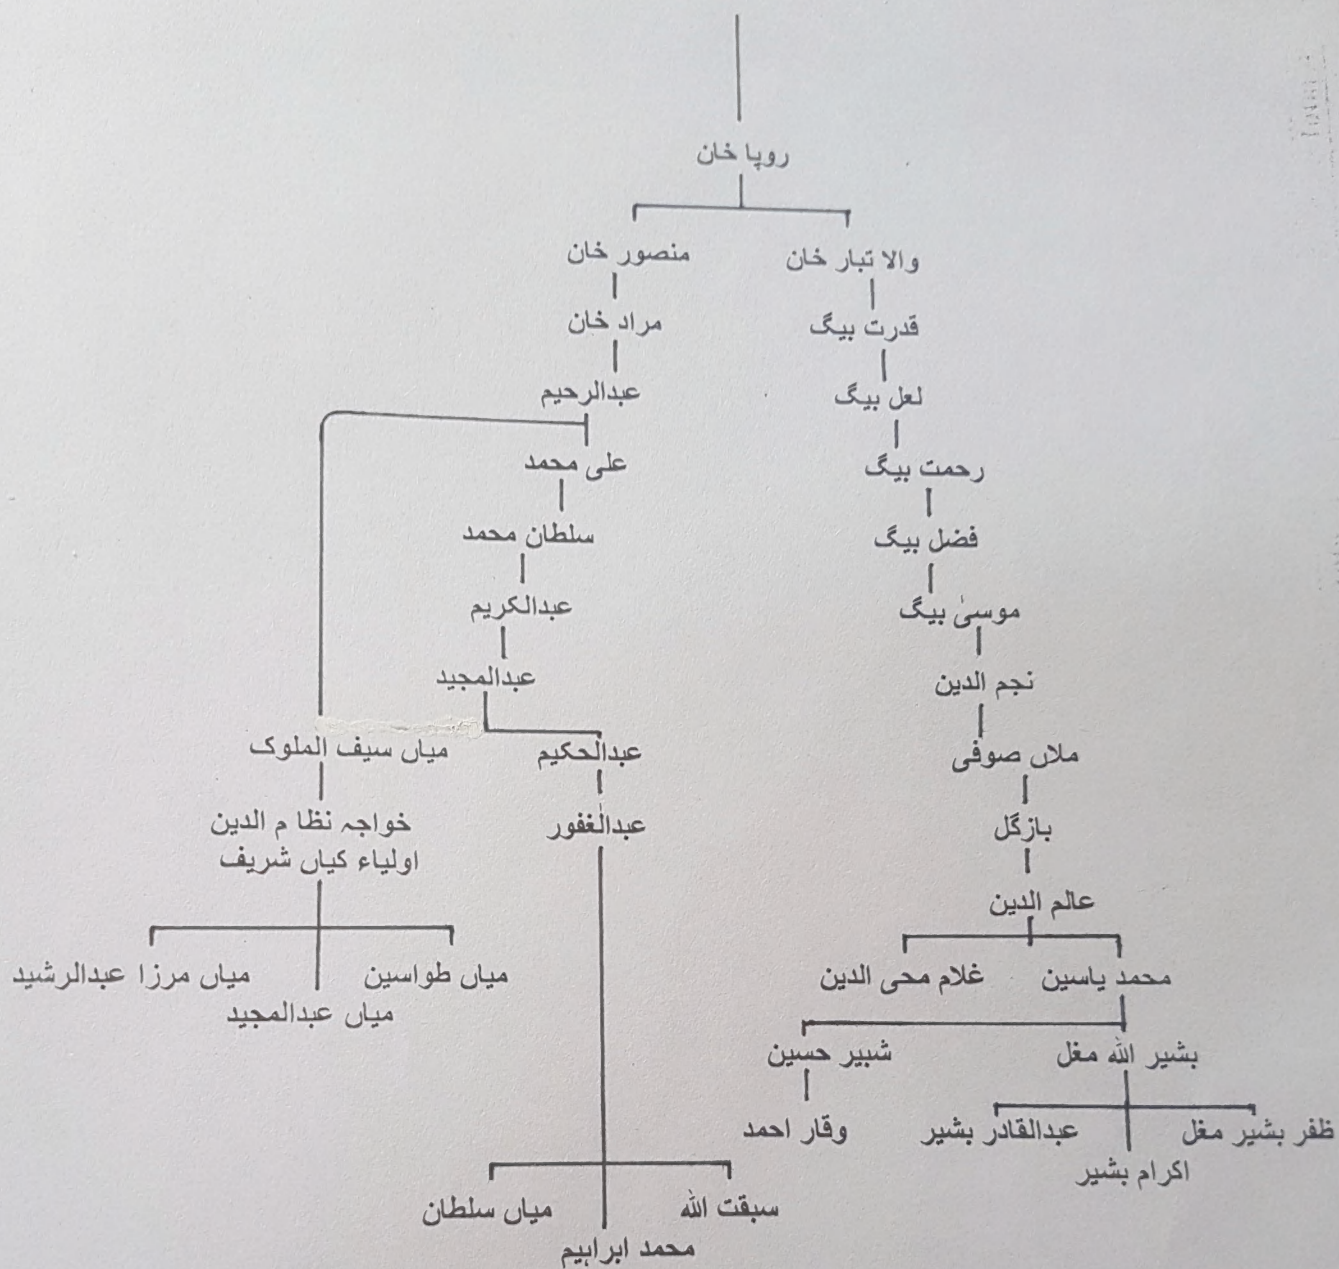 روپا خان
والا تبار خان
منصور خان
قدرت بیگ
مراد خان
لعل بیگ
عبدالرحیم
رحمت بیگ
علی محمد
فضل بیگ
سلطان محمد
موسیٰ بیگ
عبدالکریم
نجم الدین
عبدالمجید
ملاں صوفی
عبدالحکیم
میاں سیف الملوک
بازگل
عبدالغفور
خواجہ نظا م الدین
اولیاء کیاں شریف
عالم الدین
محمد یاسین
غلام محی الدین
میاں طواسین
میاں مرزا عبدالرشید
میاں عبدالمجید
بشیر اللہ مغل
شبیر حسین
ظفر بشیر مغل
عبدالقادر بشیر
وقار احمد
اکرام بشیر
سبقت اللہ
میاں سلطان
محمد ابراہیم